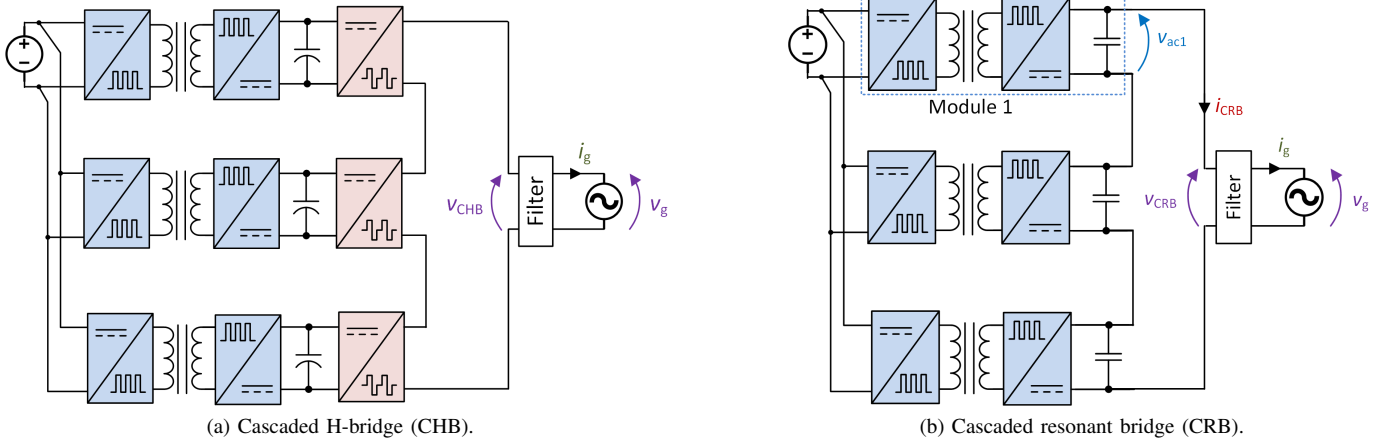 v_ac1
Module 1
i_CRB
i_g
i_g
v_CHB
Filter
v_g
v_CRB
Filter
v_g
(a) Cascaded H-bridge (CHB).
(b) Cascaded resonant bridge (CRB).